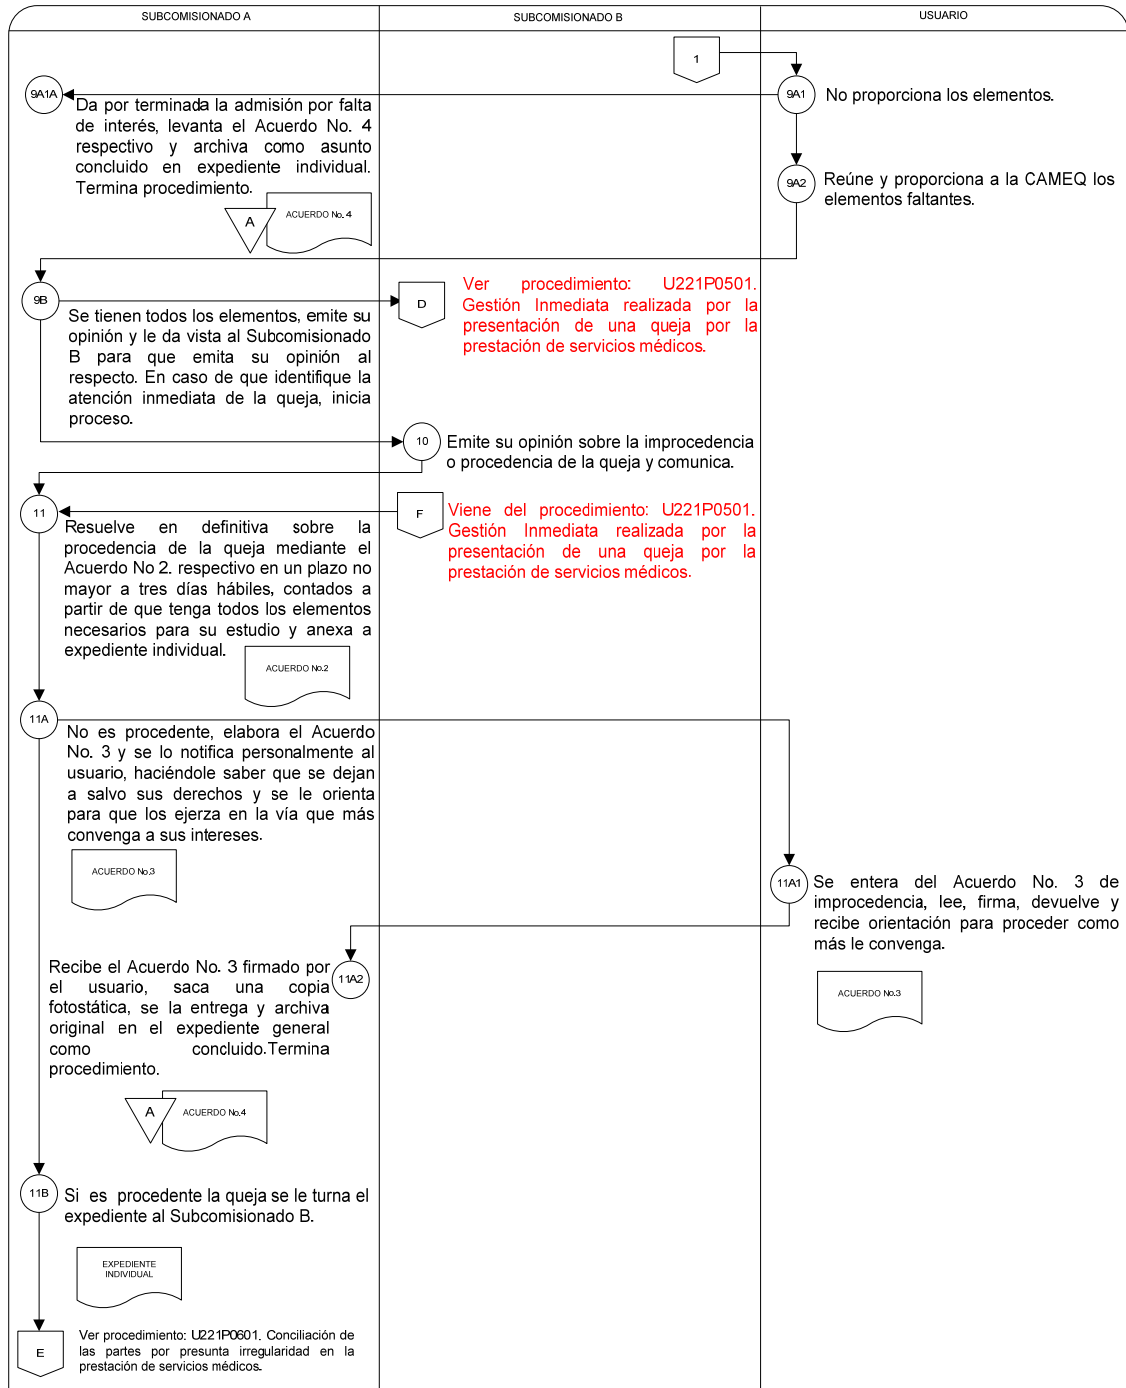 SUBCOMISIONADO A
SUBCOMISIONADO B
USUARIO
1
9A1A
9A1
No proporciona los elementos.
Da por terminada la admisión por falta
de interés, levanta el Acuerdo No. 4
respectivo y archiva como asunto
concluido en expediente individual.
Termina procedimiento.
9A2
Reúne y proporciona a la CAMEQ los
elementos faltantes.
A
ACUERDO No. 4
9B
Se tienen todos los elementos, emite su
opinión y le da vista al Subcomisionado
B para que emita su opinión al
respecto. En caso de que identifique la
atención inmediata de la queja, inicia
proceso.
D
Ver procedimiento: U221P0501.
Gestión Inmediata realizada por la
presentación de una queja por la
prestación de servicios médicos.
10
Emite su opinión sobre la improcedencia
o procedencia de la queja y comunica.
11
Resuelve en definitiva sobre la
procedencia de la queja mediante el
Acuerdo No 2. respectivo en un plazo no
mayor a tres días hábiles, contados a
partir de que tenga todos los elementos
necesarios para su estudio y anexa a
expediente individual.
F
Viene del procedimiento: U221P0501.
Gestión Inmediata realizada por la
presentación de una queja por la
prestación de servicios médicos.
ACUERDO No.2
11A
No es procedente, elabora el Acuerdo
No. 3 y se lo notifica personalmente al
usuario, haciéndole saber que se dejan
a salvo sus derechos y se le orienta
para que los ejerza en la vía que más
convenga a sus intereses.
ACUERDO No.3
11A1
Se entera del Acuerdo No. 3 de
improcedencia, lee, firma, devuelve y
recibe orientación para proceder como
más le convenga.
ACUERDO No.3
11A2
Recibe el Acuerdo No. 3 firmado por
el usuario, saca una copia
fotostática, se la entrega y archiva
original en el expediente general
como concluido.Termina
procedimiento.
A
ACUERDO No.4
11B
Si es procedente la queja se le turna el
expediente al Subcomisionado B.
EXPEDIENTE
INDIVIDUAL
E
Ver procedimiento: U221P0601. Conciliación de
las partes por presunta irregularidad en la
prestación de servicios médicos.